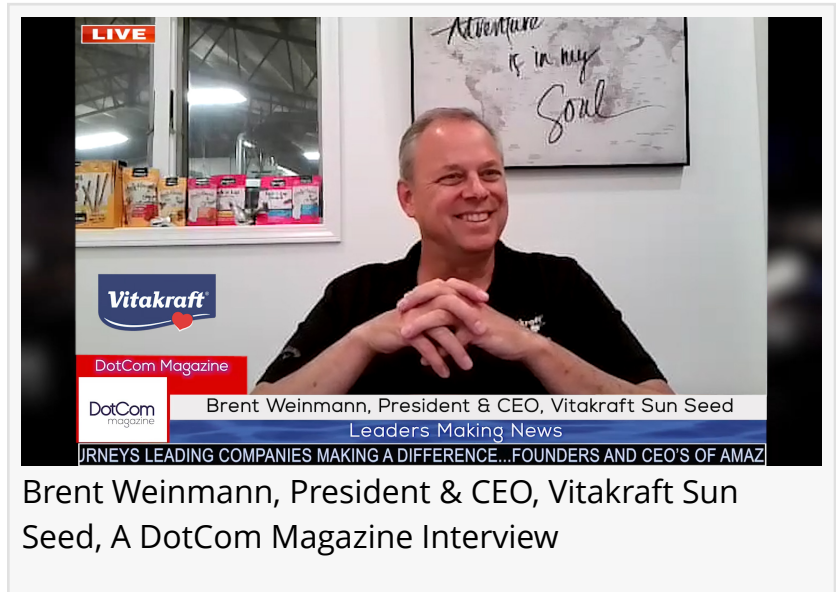 LIVE
Adventure
is in my
Soul
Vitakraft
DotCom Magazine
DotCom
magazine
Brent Weinmann, President & CEO, Vitakraft Sun Seed
Leaders Making News
URNEYS LEADING COMPANIES MAKING A DIFFERENCE...FOUNDERS AND CEO'S OF AMAZ
Brent Weinmann, President & CEO, Vitakraft Sun
Seed, A DotCom Magazine Interview